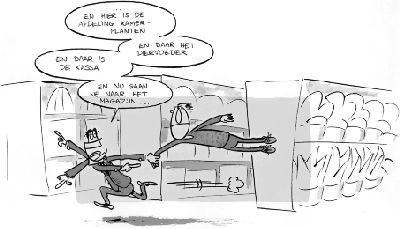 ...
EN HIER IS DE
AFDELING KAMER-
PLANTEN
EN DAAR HET
DIERVOEDER
EN DAAR IS
DE KASSA
EN NU GAAN
WE NAAR HET
MAGAZIJN ...